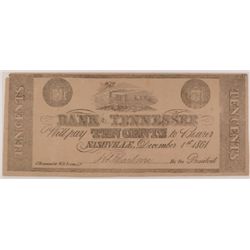 TEN CENTS
BANK of TENNESSEE
Will pay TEN CENTS to bearer
NASHVILLE, December 1st 1861
For the President
TEN CENTS